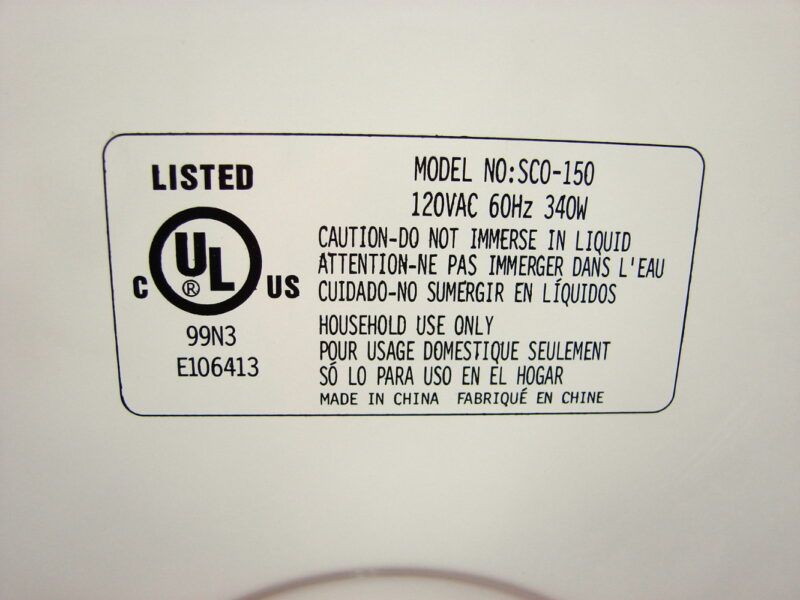 LISTED
C UL ® US
99N3
E106413
MODEL NO:SCO-150
120VAC 60Hz 340W
CAUTION-DO NOT IMMERSE IN LIQUID
ATTENTION-NE PAS IMMERGER DANS L'EAU
CUIDADO-NO SUMERGIR EN LÍQUIDOS
HOUSEHOLD USE ONLY
POUR USAGE DOMESTIQUE SEULEMENT
SÓ LO PARA USO EN EL HOGAR
MADE IN CHINA FABRIQUÉ EN CHINE